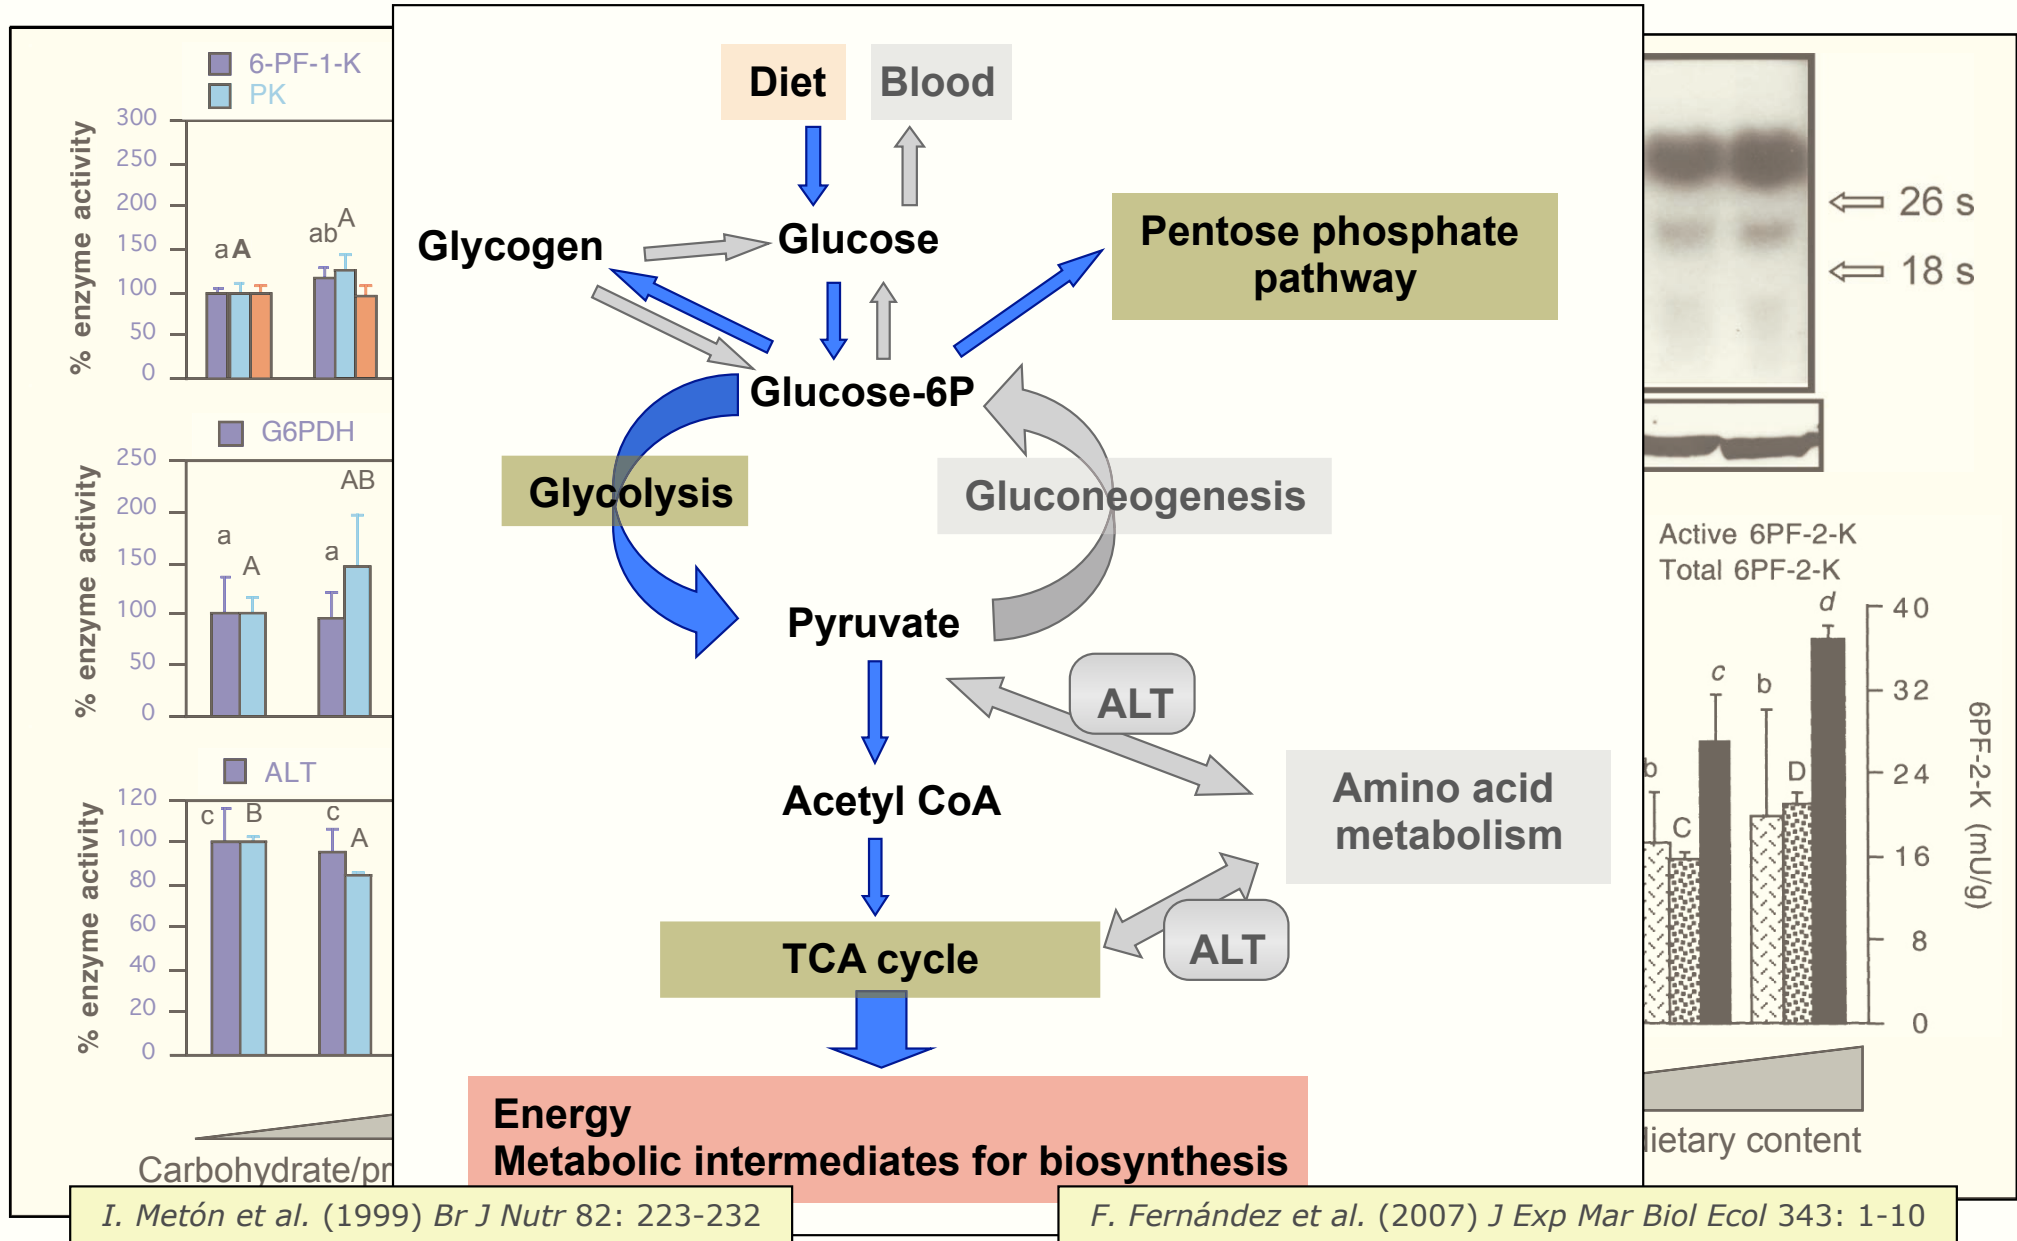 6-PF-1-K
PK
% enzyme activity
300
250
200
150
100
50
0
a A
ab A
G6PDH
% enzyme activity
250
200
150
100
50
0
a
A
a
AB
ALT
% enzyme activity
120
100
80
60
40
20
0
c
B
c
A
Carbohydrate/pr
I. Metón et al. (1999) Br J Nutr 82: 223-232
Diet
Blood
Glycogen
Glucose
Pentose phosphate
pathway
Glucose-6P
Glycolysis
Gluconeogenesis
Pyruvate
ALT
Acetyl CoA
Amino acid
metabolism
TCA cycle
ALT
Energy
Metabolic intermediates for biosynthesis
26 s
18 s
Active 6PF-2-K
Total 6PF-2-K
b
C
c
b
D
d
40
32
24
16
8
0
6PF-2-K (mU/g)
dietary content
F. Fernández et al. (2007) J Exp Mar Biol Ecol 343: 1-10